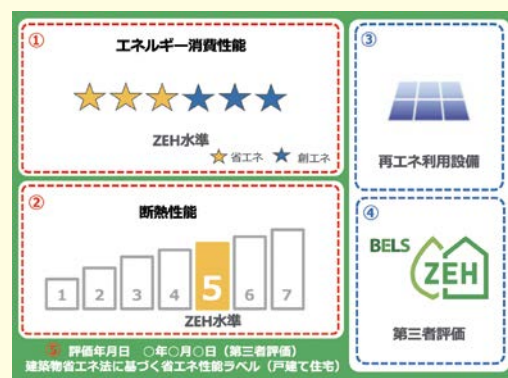 ①
エネルギー消費性能
ZEH水準
省エネ 創エネ
②
断熱性能
1 2 3 4 5 6 7
ZEH水準
③
再エネ利用設備
④
BELS
ZEH
第三者評価
⑤ 評価年月日 ○年○月○日（第三者評価）
建築物省エネ法に基づく省エネ性能ラベル（戸建て住宅）